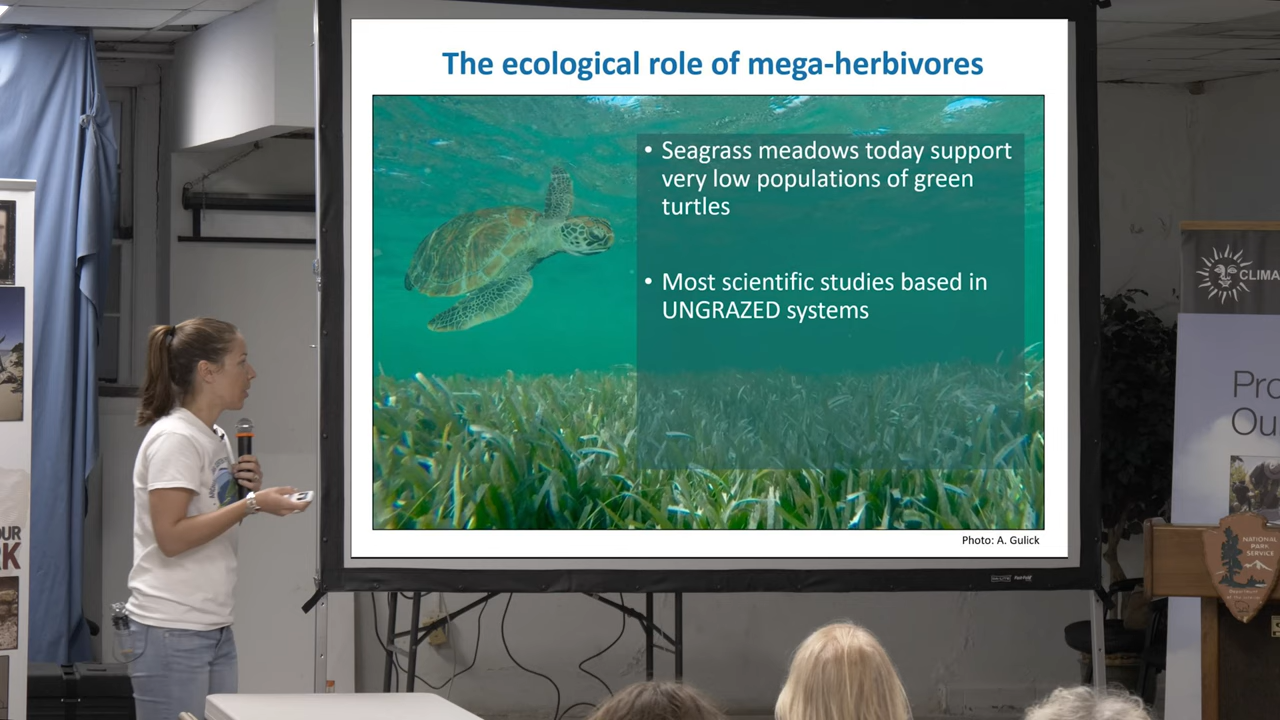 The ecological role of mega-herbivores
• Seagrass meadows today support
very low populations of green
turtles
• Most scientific studies based in
UNGRAZED systems
Photo: A. Gulick
CLIMA
Pro
Ou
OUR
RK
NATIONAL
PARK
SERVICE